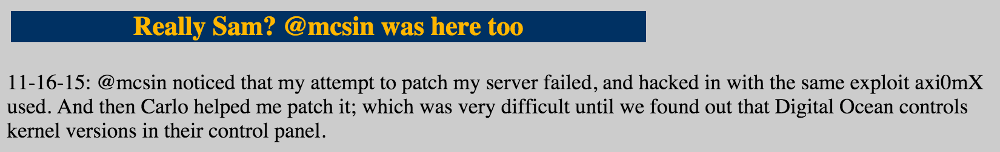 Really Sam? @mcsin was here too
11-16-15: @mcsin noticed that my attempt to patch my server failed, and hacked in with the same exploit axi0mX
used. And then Carlo helped me patch it; which was very difficult until we found out that Digital Ocean controls
kernel versions in their control panel.